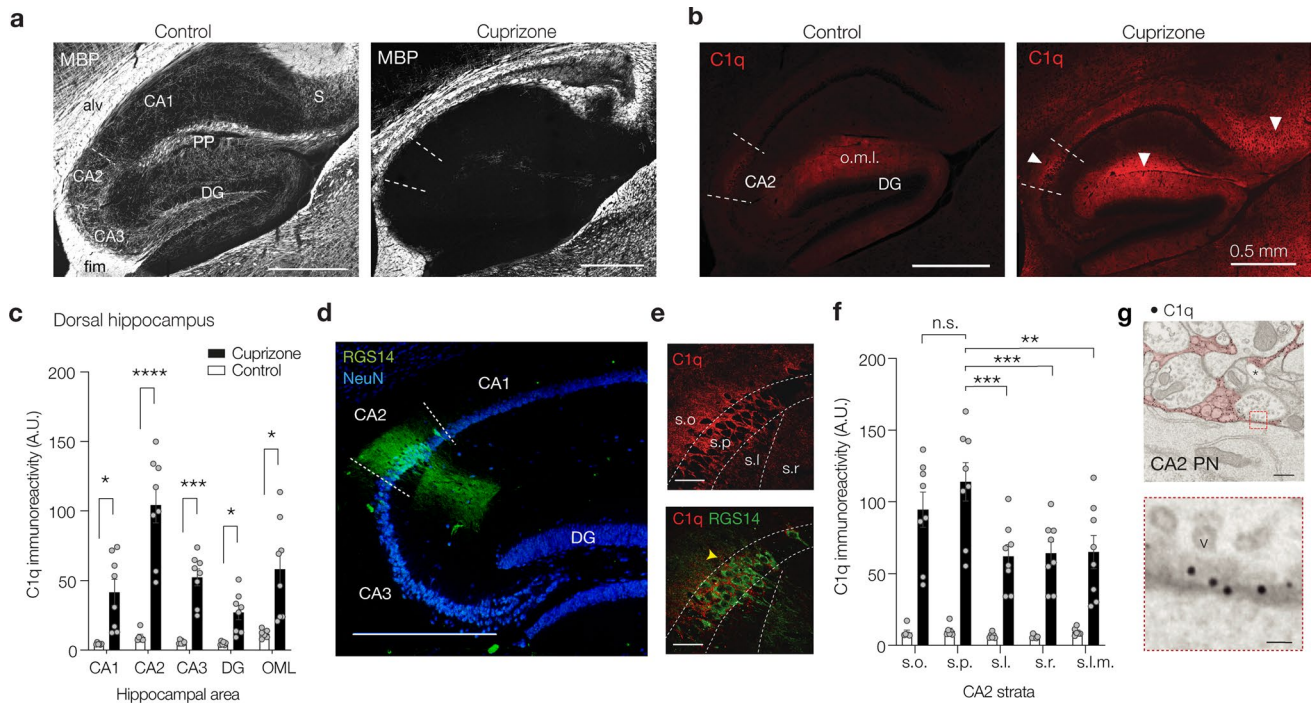 a
Control
Cuprizone
MBP
alv
CA1
S
PP
CA2
DG
CA3
fim
MBP
b
Control
Cuprizone
C1q
o.m.l.
CA2
DG
C1q
0.5 mm
c
Dorsal hippocampus
Cuprizone
Control
C1q immunoreactivity (A.U.)
200
150
100
50
0
* **** *** * *
CA1 CA2 CA3 DG OML
Hippocampal area
d
RGS14
NeuN
CA1
CA2
DG
CA3
e
C1q
s.o
s.p
s.l
s.r
C1q RGS14
f
n.s.
**
***
***
C1q immunoreactivity (A.U.)
200
150
100
50
0
s.o. s.p. s.l. s.r. s.l.m.
CA2 strata
g
• C1q
*
CA2 PN
v